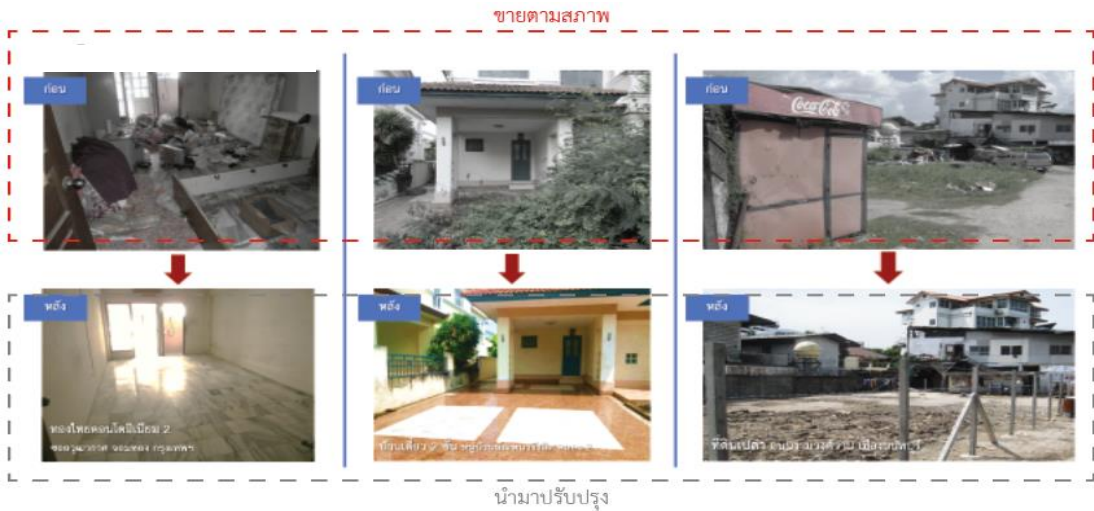 ขายตามสภาพ
ก่อน
ก่อน
ก่อน
Coca-Cola
หลัง
หลัง
หลัง
ทองไทยคอนโดมิเนียม 2
ซอยวุฒากาศ จอมทอง กรุงเทพฯ
บ้านเดี่ยว 2 ชั้น
ที่ดินเปล่า
นำมาปรับปรุง